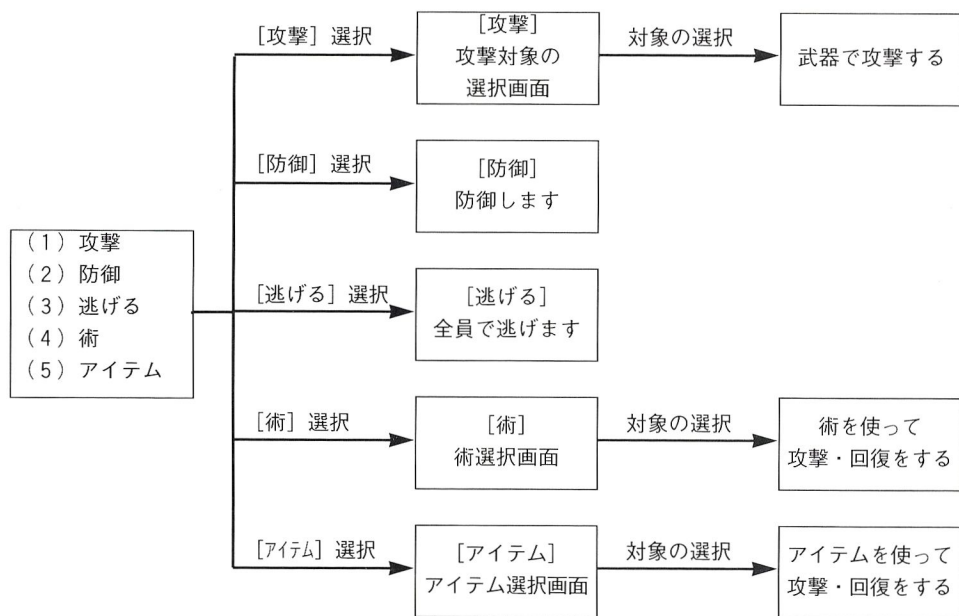 [攻撃] 選択
[攻撃]
攻撃対象の
選択画面
対象の選択
武器で攻撃する
[防御] 選択
[防御]
防御します
(1) 攻撃
(2) 防御
(3) 逃げる
(4) 術
(5) アイテム
[逃げる] 選択
[逃げる]
全員で逃げます
[術] 選択
[術]
術選択画面
対象の選択
術を使って
攻撃・回復をする
[アイテム] 選択
[アイテム]
アイテム選択画面
対象の選択
アイテムを使って
攻撃・回復をする